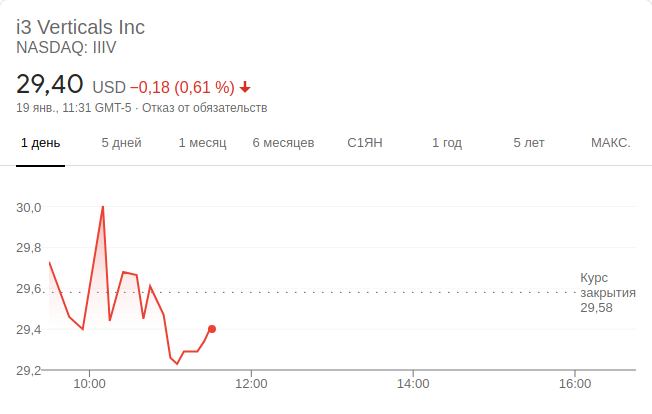 i3 Verticals Inc
NASDAQ: IIIV
29,40 USD −0,18 (0,61 %)
19 янв., 11:31 GMT-5 · Отказ от обязательств
1 день 5 дней 1 месяц 6 месяцев С1ЯН 1 год 5 лет МАКС.
30,0
29,8
29,6
29,4
29,2
Курс
закрытия
29,58
10:00 12:00 14:00 16:00